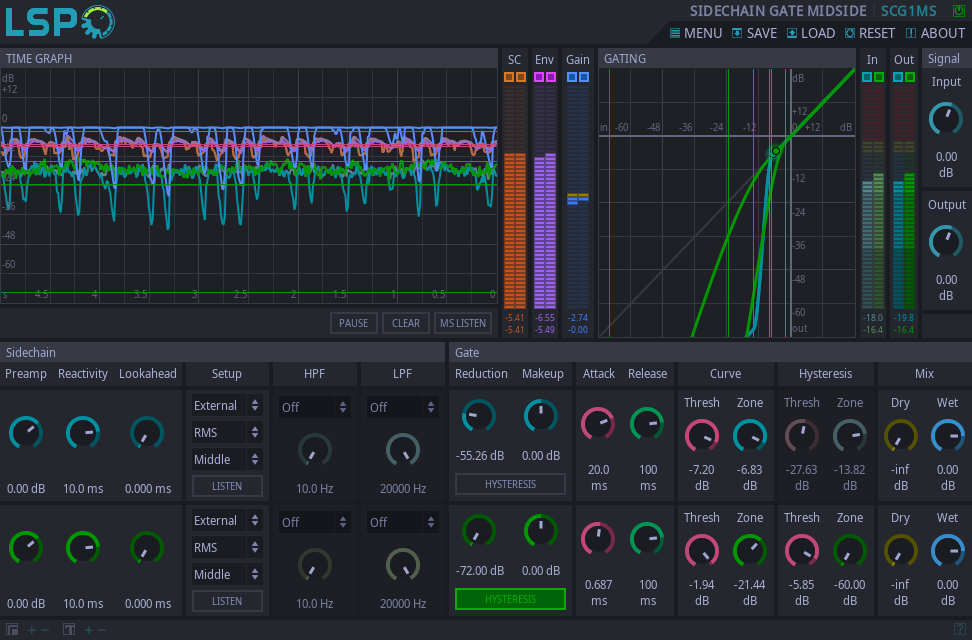 LSP
SIDECHAIN GATE MIDSIDE SCG1MS
MENU SAVE LOAD RESET ABOUT
TIME GRAPH
SC Env Gain
GATING
In Out Signal
dB
+12
0
-36
-48
-60
s 4.5 4 3.5 3 2.5 2 1.5 1 0.5 0
PAUSE CLEAR MS LISTEN
-5.41 -6.55 -2.74
-5.41 -5.49 -0.00
dB
+12
in -60 -48 -36 -24 -12 0 +12 dB
-12
-24
-36
-48
-60
out
-18.0 -19.8
-16.4 -16.4
Input
0.00
dB
Output
0.00
dB
Sidechain
Gate
Preamp Reactivity Lookahead Setup HPF LPF Reduction Makeup Attack Release Curve Hysteresis Mix
External Off Off
RMS
Middle
LISTEN
0.00 dB 10.0 ms 0.000 ms 10.0 Hz 20000 Hz
-55.26 dB 0.00 dB
HYSTERESIS
20.0 100
ms ms
Thresh Zone Thresh Zone Dry Wet
-7.20 -6.83 -27.63 -13.82 -inf 0.00
dB dB dB dB dB dB
External Off Off
RMS
Middle
LISTEN
0.00 dB 10.0 ms 0.000 ms 10.0 Hz 20000 Hz
-72.00 dB 0.00 dB
HYSTERESIS
0.687 100
ms ms
Thresh Zone Thresh Zone Dry Wet
-1.94 -21.44 -5.85 -60.00 -inf 0.00
dB dB dB dB dB dB
+ - T + - ?